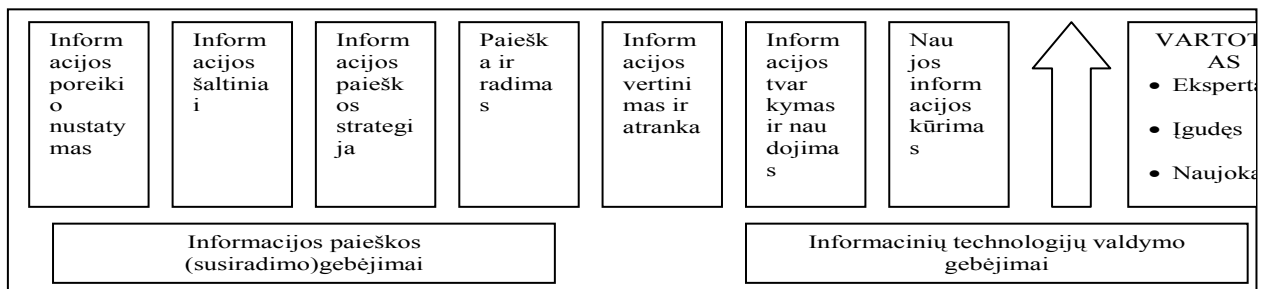 Inform
acijos
poreiki
o
nustaty
mas
Inform
acijos
šaltinia
i
Inform
acijos
paiešk
os
strategi
ja
Paiešk
a ir
radima
s
Inform
acijos
vertini
mas ir
atranka
Inform
acijos
tvar
kymas
ir nau
dojima
s
Nau
jos
inform
acijos
kūrima
s
VARTOT
AS
• Eksperta
• Įgudęs
• Naujoka
Informacijos paieškos
(susiradimo)gebėjimai
Informacinių technologijų valdymo
gebėjimai